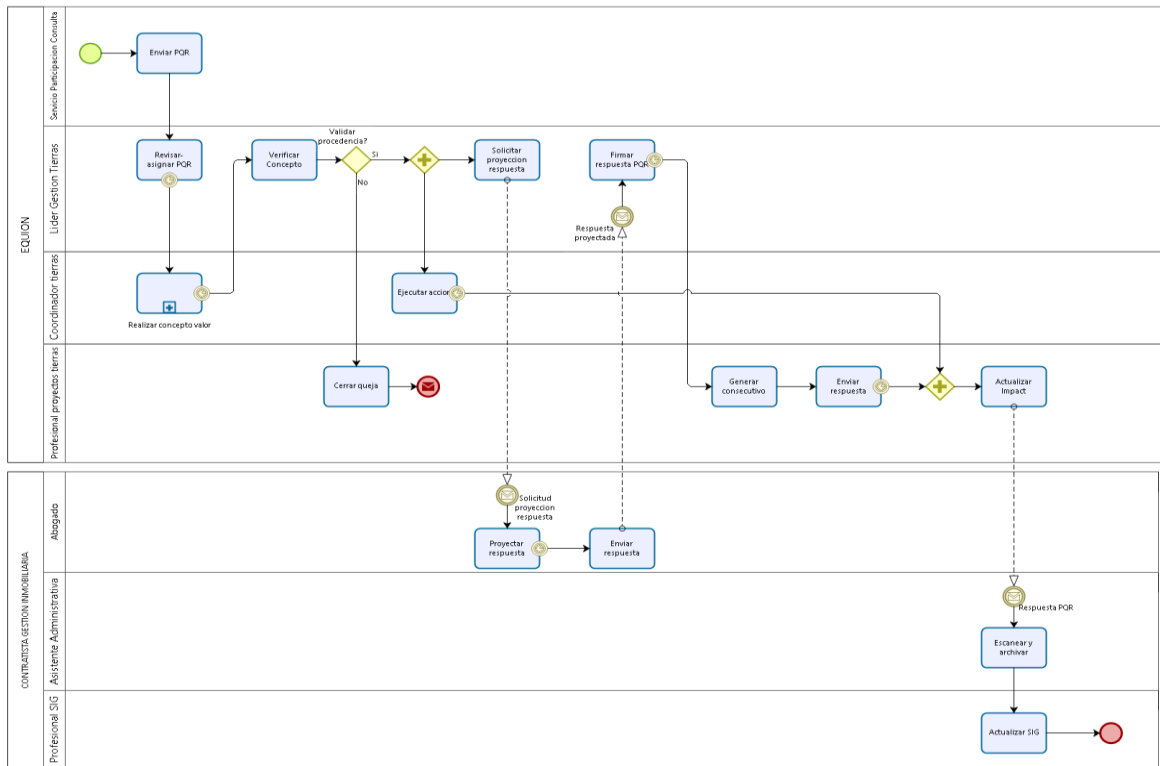 EQUION
Servicio Participacion Consulta
Enviar PQR
Lider Gestion Tierras
Revisar-
asignar PQR
Verificar
Concepto
Validar
procedencia?
Si
No
Solicitar
proyeccion
respuesta
Firmar
respuesta PQR
Respuesta
proyectada
Coordinador tierras
Realizar concepto valor
Ejecutar accion
Profesional proyectos tierras
Cerrar queja
Generar
consecutivo
Enviar
respuesta
Actualizar
Impact
CONTRATISTA GESTION INMOBILIARIA
Abogado
Solicitud
proyeccion
respuesta
Proyectar
respuesta
Enviar
respuesta
Asistente Administrativa
Respuesta PQR
Escanear y
archivar
Profesional SIG
Actualizar SIG